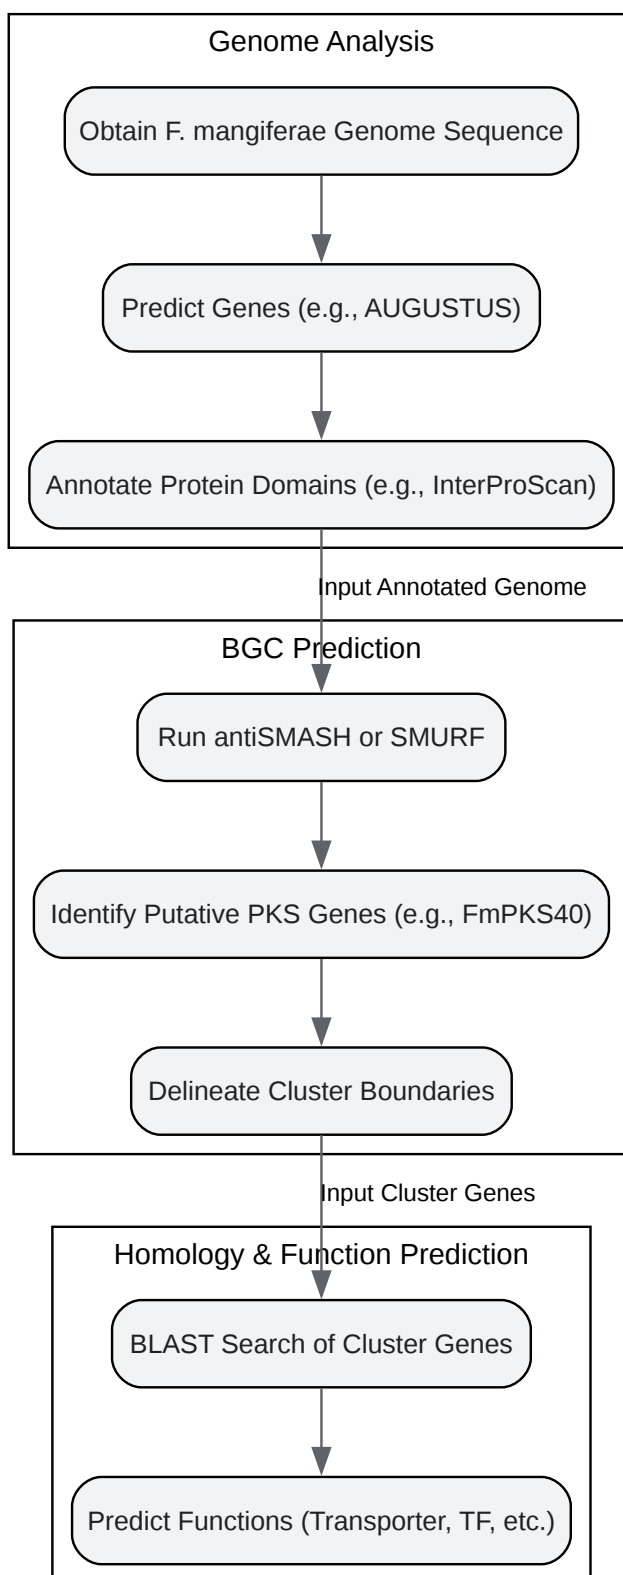 Genome Analysis
Obtain F. mangiferae Genome Sequence
Predict Genes (e.g., AUGUSTUS)
Annotate Protein Domains (e.g., InterProScan)
Input Annotated Genome
BGC Prediction
Run antiSMASH or SMURF
Identify Putative PKS Genes (e.g., FmPKS40)
Delineate Cluster Boundaries
Input Cluster Genes
Homology & Function Prediction
BLAST Search of Cluster Genes
Predict Functions (Transporter, TF, etc.)